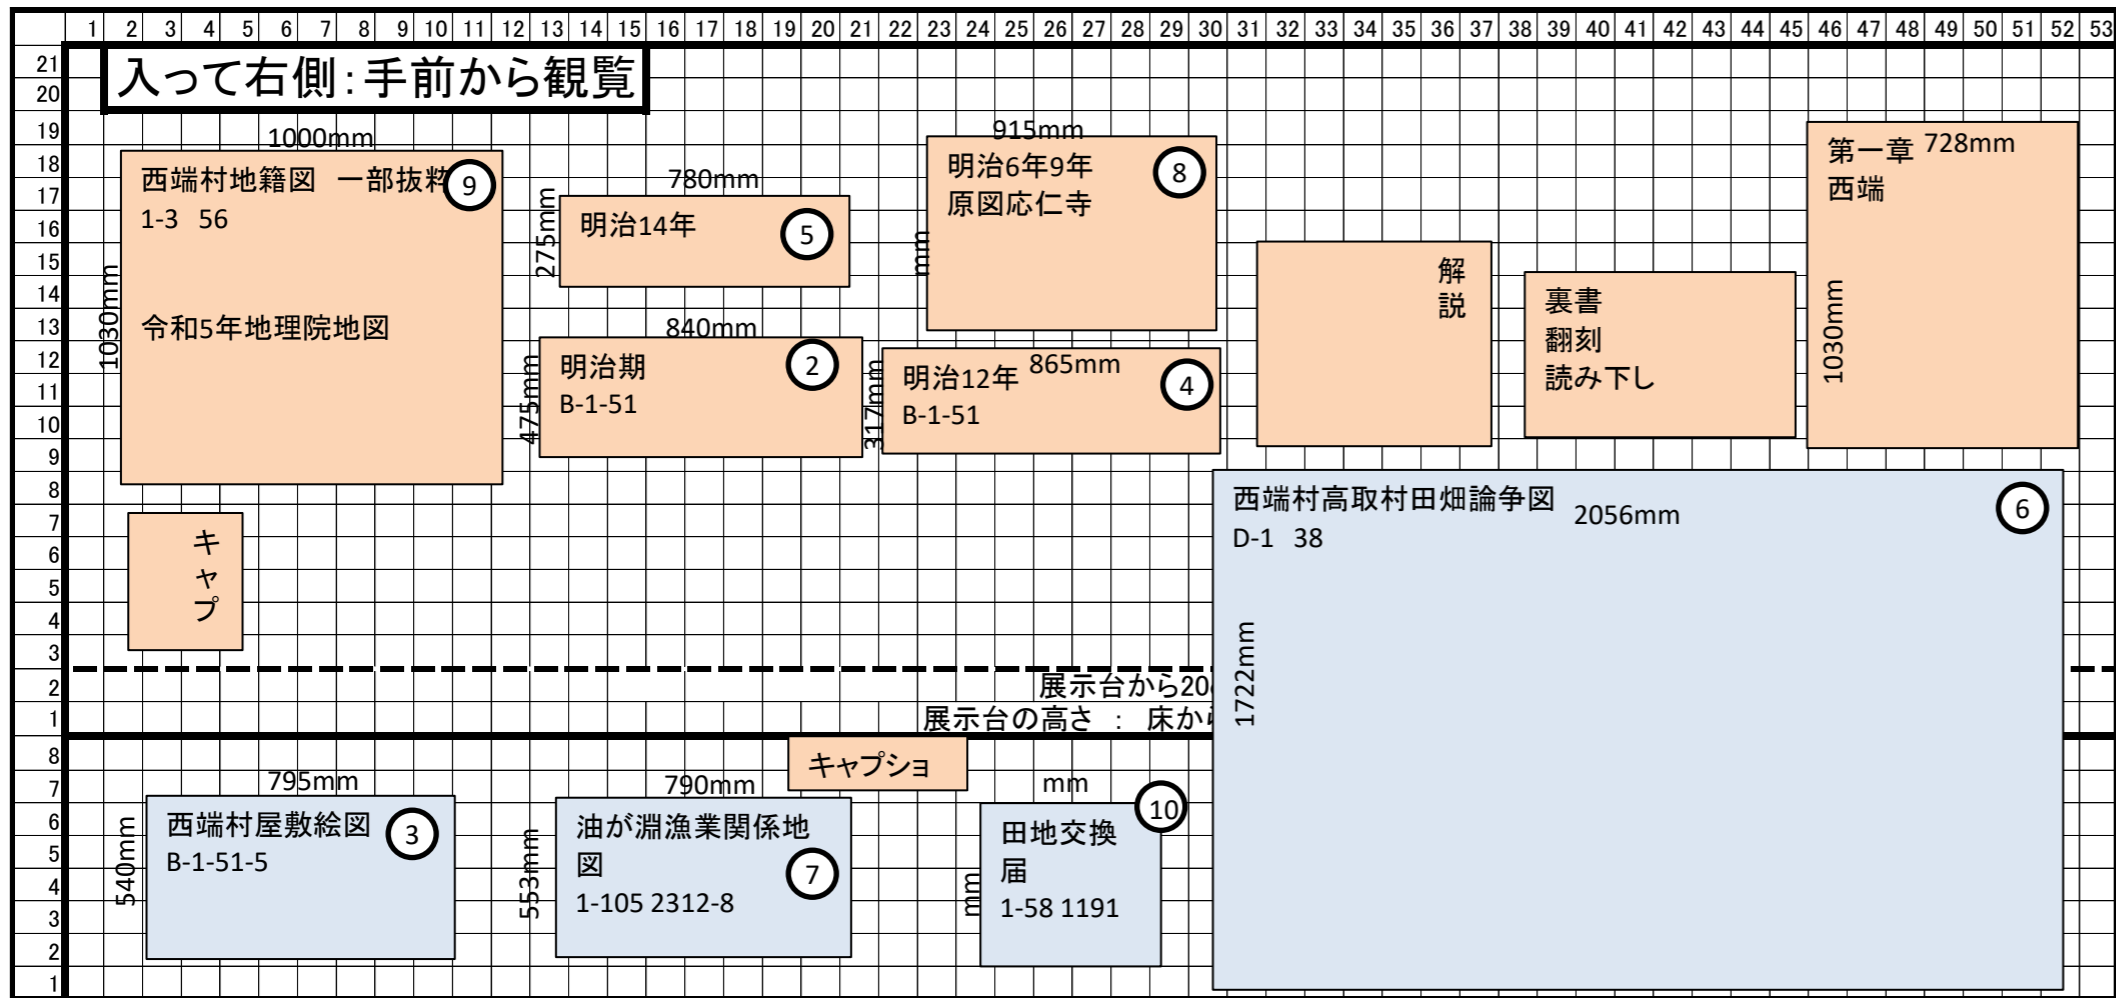 1 2 3 4 5 6 7 8 9 10 11 12 13 14 15 16 17 18 19 20 21 22 23 24 25 26 27 28 29 30 31 32 33 34 35 36 37 38 39 40 41 42 43 44 45 46 47 48 49 50 51 52 53
21
20
19
18
17
16
15
14
13
12
11
10
9
8
7
6
5
4
3
2
1
8
7
6
5
4
3
2
1
入って右側：手前から観覧
1000mm
1030mm
西端村地籍図 一部抜粋
9
1-3 56
令和5年地理院地図
780mm
275mm
明治14年
5
840mm
475mm
明治期
B-1-51
2
915mm
mm
明治6年9年
原図応仁寺
8
317mm
明治12年
865mm
B-1-51
4
解説
裏書
翻刻
読み下し
第一章
728mm
西端
1030mm
キャプ
西端村高取村田畑論争図
2056mm
6
D-1 38
1722mm
展示台から20
展示台の高さ ： 床か
キャプショ
795mm
540mm
西端村屋敷絵図
B-1-51-5
3
790mm
553mm
油が淵漁業関係地
図
7
1-105 2312-8
mm
mm
10
田地交換
届
1-58 1191